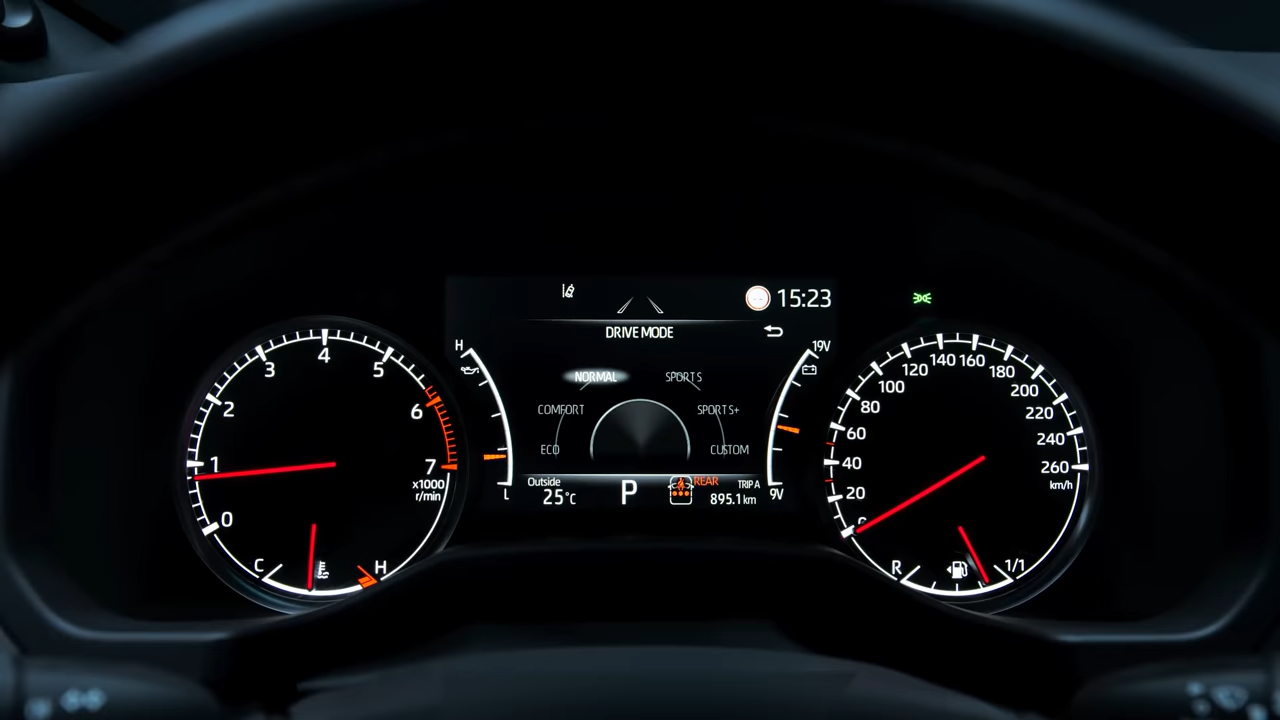 15:23
DRIVE MODE
NORMAL
SPORT S
COMFORT
SPORT S+
ECO
CUSTOM
H
L
19V
9V
Outside
25°C
P
REAR
TRIP A
895.1 km
0
1
2
3
4
5
6
7
x1000
r/min
C
H
0
20
40
60
80
100
120
140
160
180
200
220
240
260
km/h
R
1/1